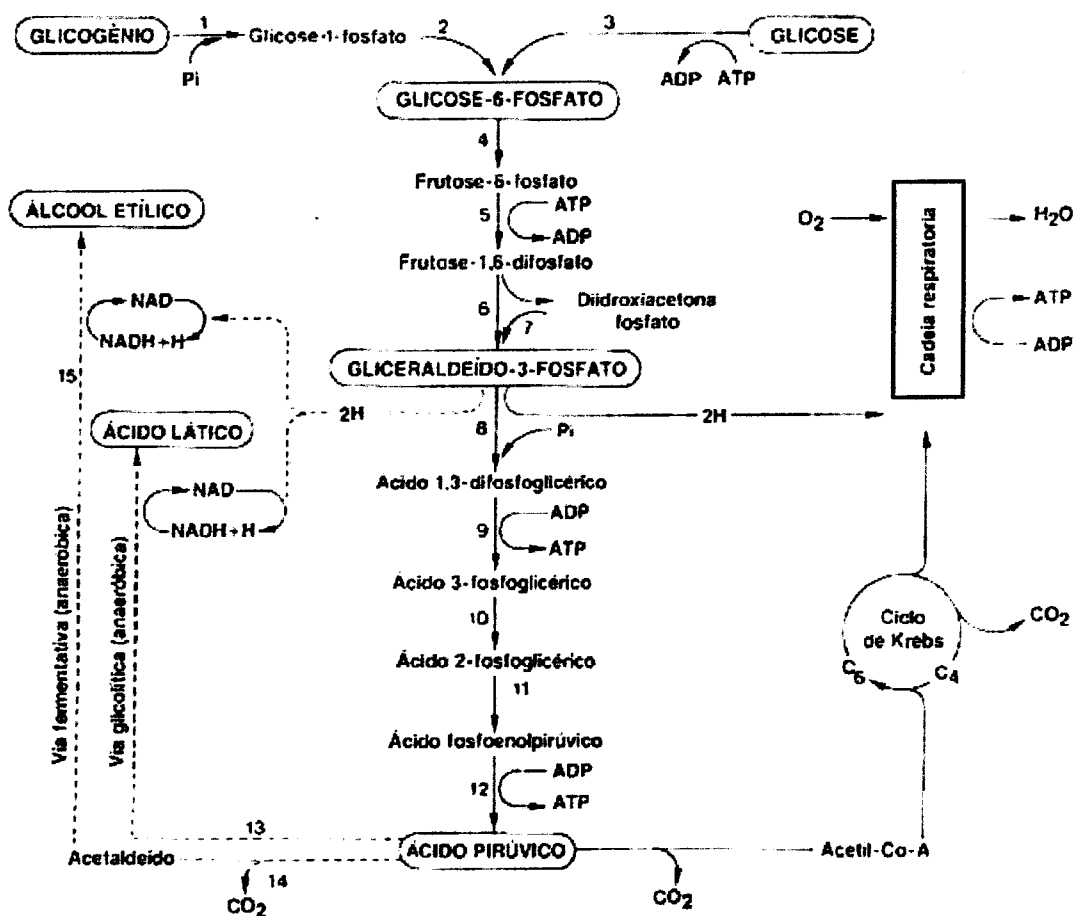 GLICOGÊNIO
1
Glicose-1-fosfato
2
3
GLICOSE
Pi
ADP
ATP
GLICOSE-6-FOSFATO
4
Frutose-6-fosfato
5
ATP
ADP
Frutose-1,6-difosfato
6
7
Diidroxiacetona
fosfato
GLICERALDEÍDO-3-FOSFATO
ÁLCOOL ETÍLICO
NAD
NADH+H
15
ÁCIDO LÁTICO
2H
NAD
NADH+H
8
Pi
2H
O2
Cadeia respiratoria
H2O
ATP
ADP
Acido 1,3-difosfoglicérico
9
ADP
ATP
Ácido 3-fosfoglicérico
10
Ácido 2-fosfoglicérico
11
Ácido fosfoenolpirúvico
12
ADP
ATP
Via fermentativa (anaerobica)
Via glicolítica (anaeróbica)
Ciclo
de Krebs
C6
C4
CO2
13
Acetaldeído
14
CO2
ÁCIDO PIRÚVICO
CO2
Acetil-Co-A